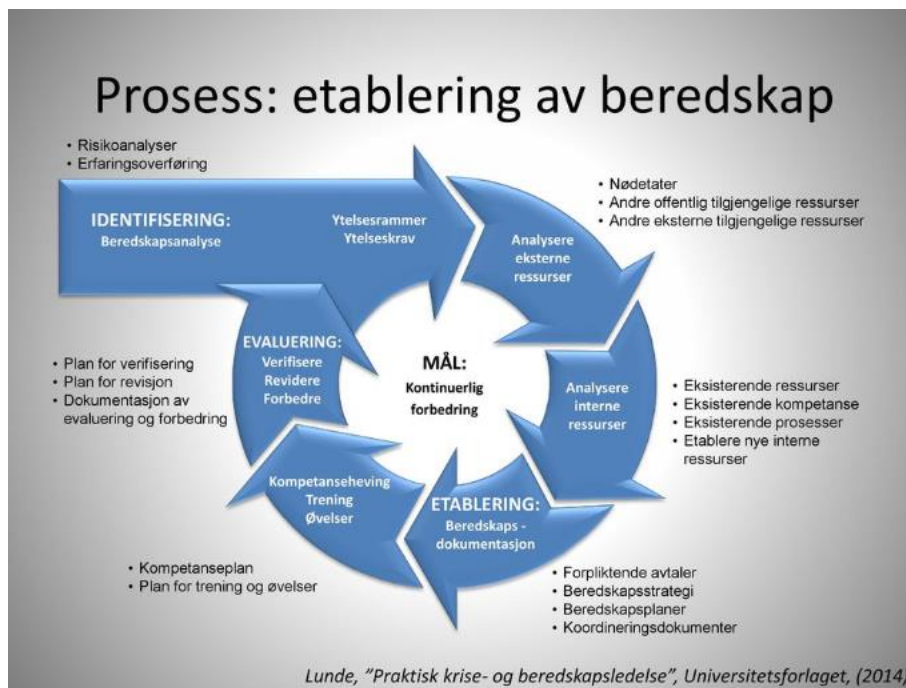 Prosess: etablering av beredskap
• Risikoanalyser
• Erfaringsoverføring
IDENTIFISERING:
Beredskapsanalyse
Ytelsesrammer
Ytelseskrav
Analysere
eksterne
ressurser
• Nødetater
• Andre offentlig tilgjengelige ressurser
• Andre eksterne tilgjengelige ressurser
Analysere
interne
ressurser
• Eksisterende ressurser
• Eksisterende kompetanse
• Eksisterende prosesser
• Etablere nye interne
ressurser
ETABLERING:
Beredskaps -
dokumentasjon
• Forpliktende avtaler
• Beredskapsstrategi
• Beredskapsplaner
• Koordineringsdokumenter
Kompetanseheving
Trening
Øvelser
• Kompetanseplan
• Plan for trening og øvelser
EVALUERING:
Verifisere
Revidere
Forbedre
• Plan for verifisering
• Plan for revisjon
• Dokumentasjon av
evaluering og forbedring
MÅL:
Kontinuerlig
forbedring
Lunde, ”Praktisk krise- og beredskapsledelse”, Universitetsforlaget, (2014)